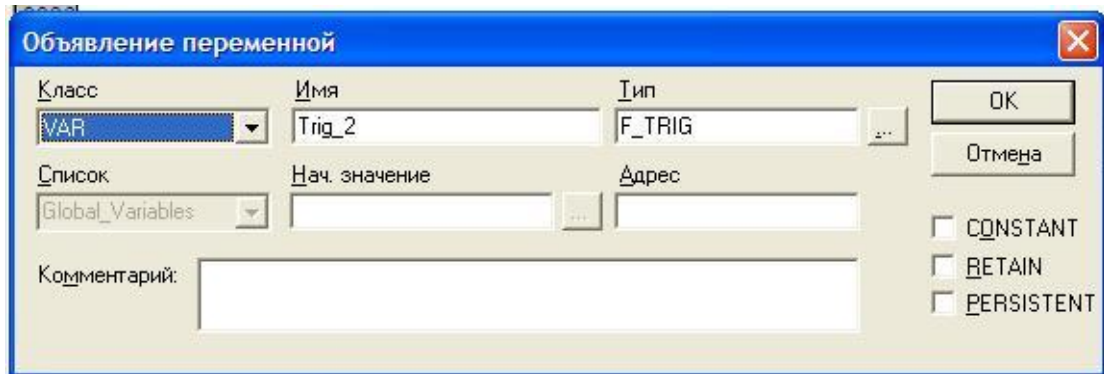 Объявление переменной
Класс Имя Тип
VAR Trig_2 F_TRIG ... OK
Отмена
Список Нач. значение Адрес
Global_Variables ...
CONSTANT
Комментарий: RETAIN
PERSISTENT